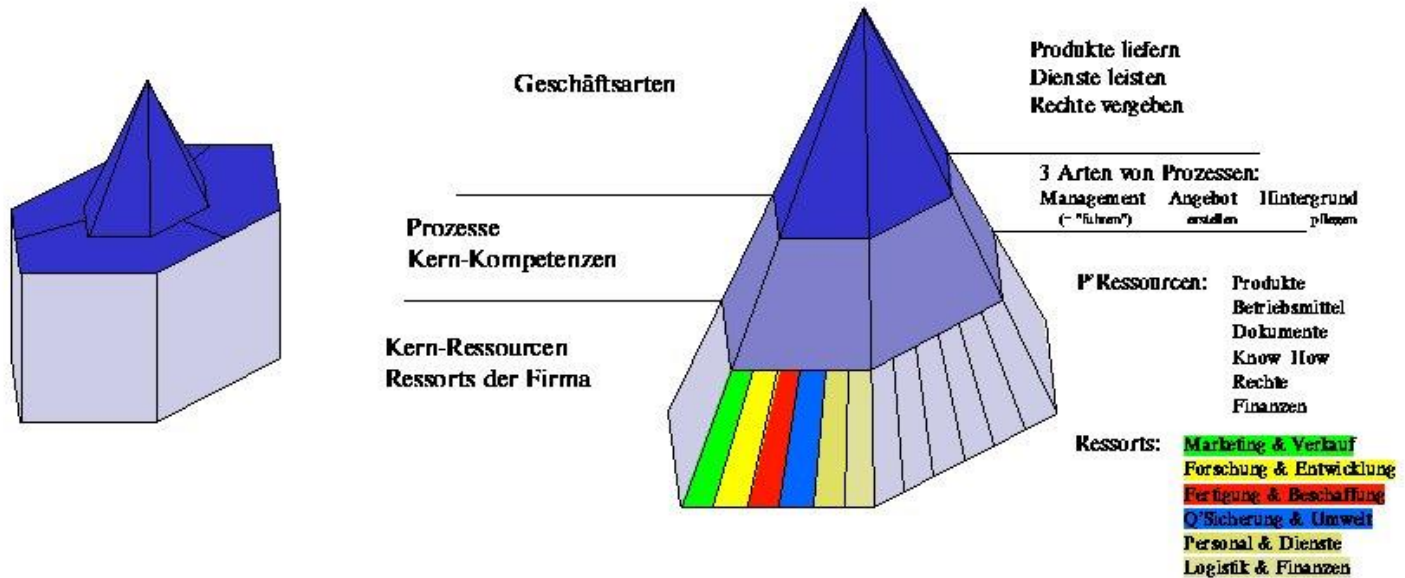 Geschäftsarten
Produkte liefern
Dienste leisten
Rechte vergeben
3 Arten von Prozessen:
Management Angebot Hintergrund
(= "führen") erstellen pflegen
Prozesse
Kern-Kompetenzen
P'Ressourcen: Produkte
Betriebsmittel
Dokumente
Know How
Rechte
Finanzen
Kern-Ressourcen
Ressorts der Firma
Ressorts: Marketing & Verkauf
Forschung & Entwicklung
Fertigung & Beschaffung
Q'Sicherung & Umwelt
Personal & Dienste
Logistik & Finanzen